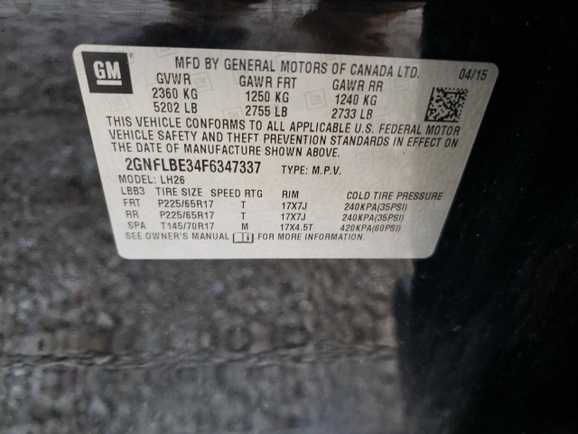 GM
MFD BY GENERAL MOTORS OF CANADA LTD. 04/15
GVWR GAWR FRT GAWR RR
2360 KG 1250 KG 1240 KG
5202 LB 2755 LB 2733 LB
THIS VEHICLE CONFORMS TO ALL APPLICABLE U.S. FEDERAL MOTOR
VEHICLE SAFETY AND THEFT PREVENTION STANDARDS IN EFFECT ON
THE DATE OF MANUFACTURE SHOWN ABOVE.
2GNFLBE34F6347337 TYPE: M.P.V.
MODEL: LH26
LBB3 TIRE SIZE SPEED RTG RIM COLD TIRE PRESSURE
FRT P225/65R17 T 17X7J 240KPA(35PSI)
RR P225/65R17 T 17X7J 240KPA(35PSI)
SPA T145/70R17 M 17X4.5T 420KPA(60PSI)
SEE OWNER'S MANUAL FOR MORE INFORMATION.